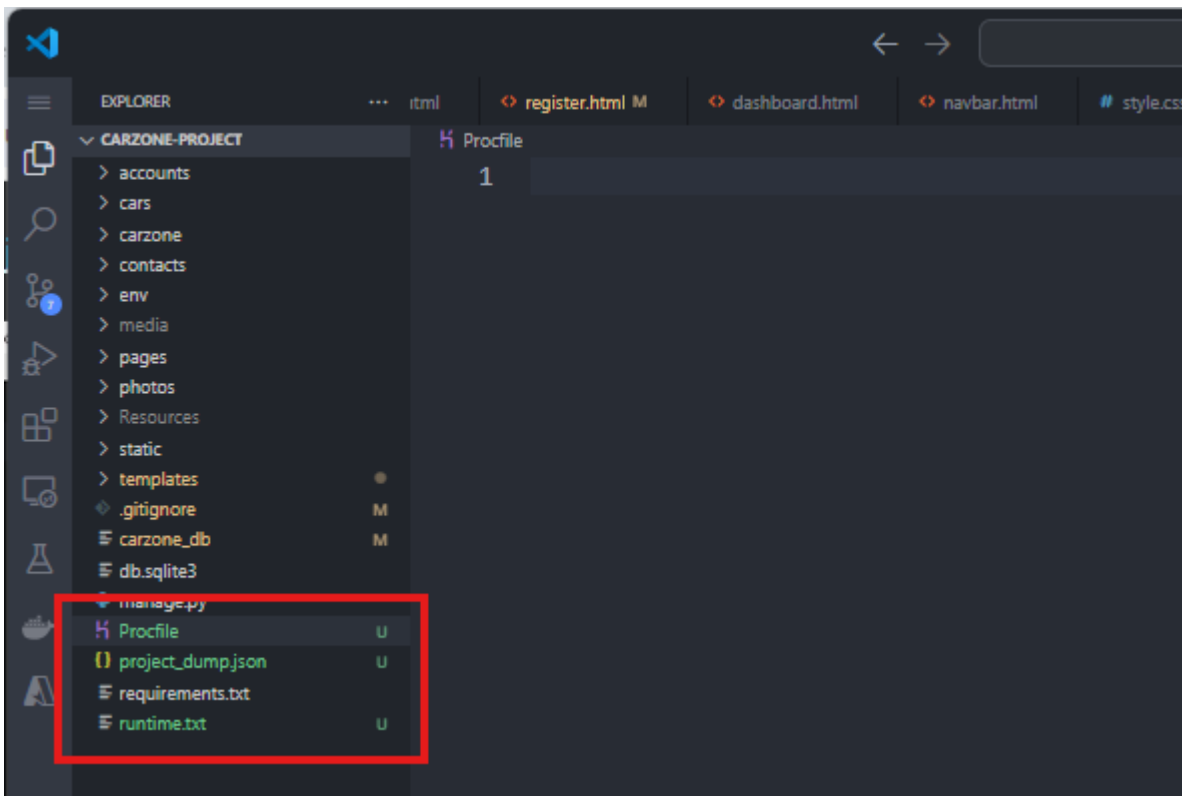 EXPLORER
register.html M
dashboard.html
navbar.html
# style.css
CARZONE-PROJECT
Procfile
accounts
1
cars
carzone
contacts
env
7
media
pages
photos
Resources
static
templates
.gitignore M
carzone_db M
db.sqlite3
manage.py
Procfile U
{} project_dump.json U
requirements.txt
runtime.txt U